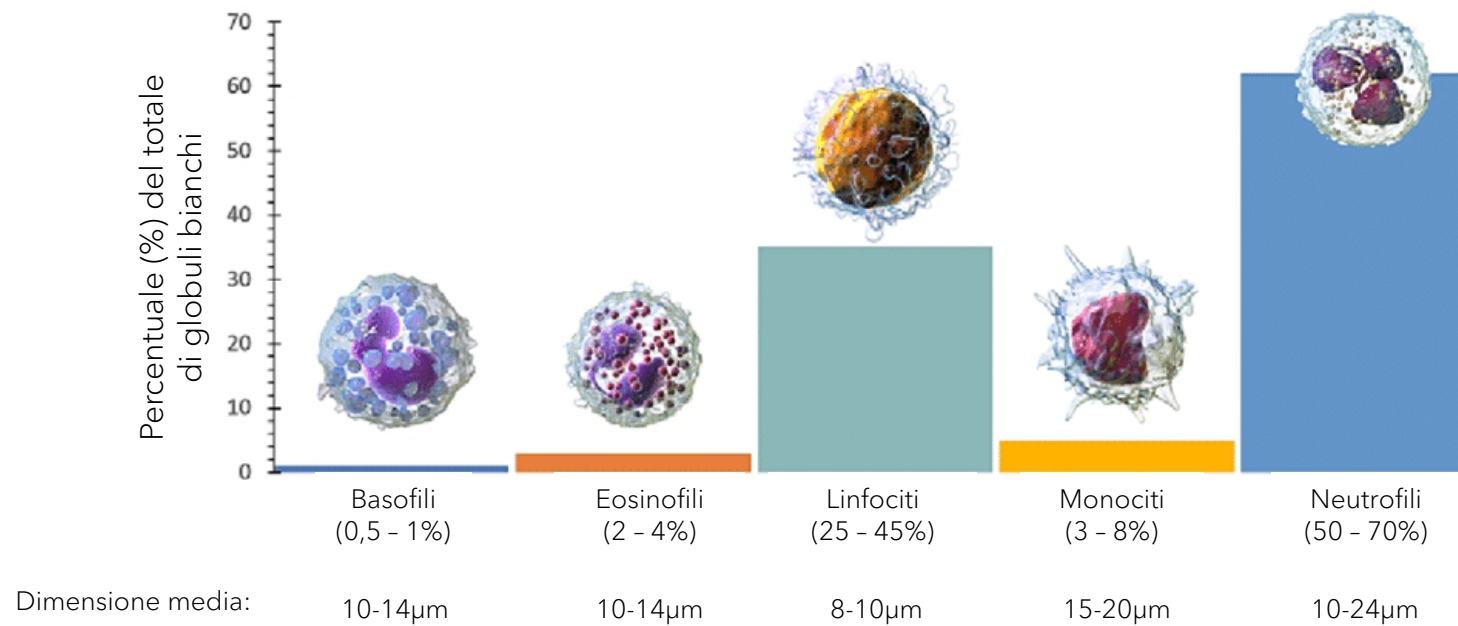 70
60
50
40
30
20
10
0
Percentuale (%) del totale
di globuli bianchi
Basofili
(0,5 – 1%)
Eosinofili
(2 – 4%)
Linfociti
(25 – 45%)
Monociti
(3 – 8%)
Neutrofili
(50 – 70%)
Dimensione media:
10-14µm
10-14µm
8-10µm
15-20µm
10-24µm